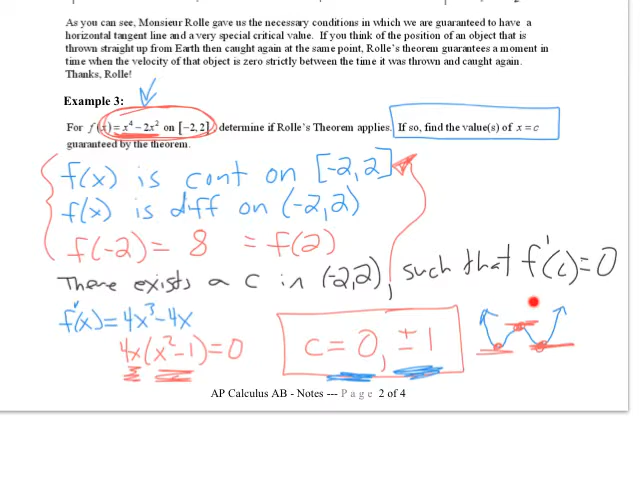 As you can see, Monsieur Rolle gave us the necessary conditions in which we are guaranteed to have a
horizontal tangent line and a very special critical value. If you think of the position of an object that is
thrown straight up from Earth then caught again at the same point, Rolle's theorem guarantees a moment in
time when the velocity of that object is zero strictly between the time it was thrown and caught again.
Thanks, Rolle!
Example 3:
For f(x) = x⁴ − 2x² on [−2, 2], determine if Rolle's Theorem applies. If so, find the value(s) of x = c
guaranteed by the theorem.
f(x) is cont on [-2,2]
f(x) is diff on (-2,2)
f(-2) = 8 = f(2)
There exists a c in (-2,2), such that f'(c) = 0
f'(x) = 4x³ - 4x
4x(x² - 1) = 0
c = 0, ± 1
AP Calculus AB - Notes --- Page 2 of 4